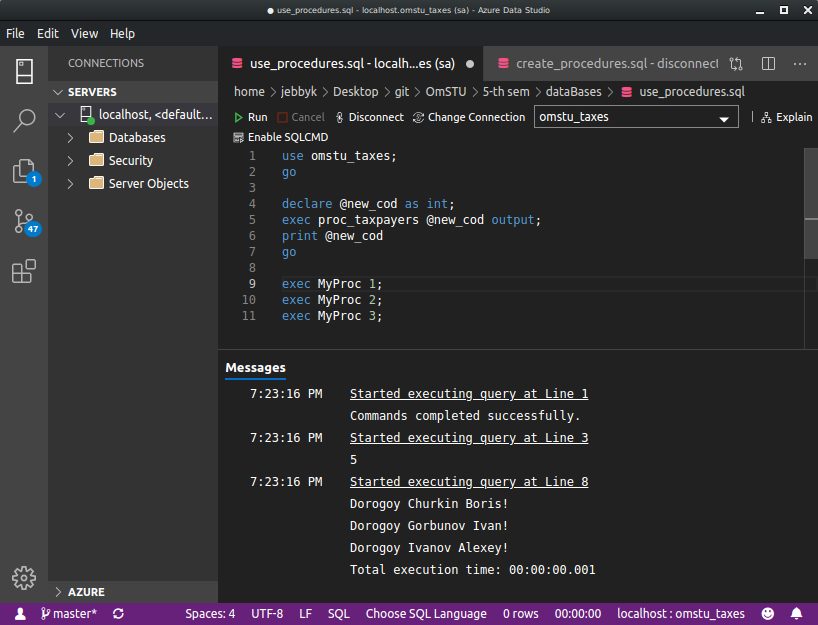 ● use_procedures.sql - localhost.omstu_taxes (sa) - Azure Data Studio
File Edit View Help
CONNECTIONS
SERVERS
localhost, <default...
Databases
Security
Server Objects
1
47
AZURE
use_procedures.sql - localh...es (sa) ●
create_procedures.sql - disconnect
home > jebbyk > Desktop > git > OmSTU > 5-th sem > dataBases > use_procedures.sql
Run Cancel Disconnect Change Connection omstu_taxes Explain
Enable SQLCMD
1 use omstu_taxes;
2 go
3
4 declare @new_cod as int;
5 exec proc_taxpayers @new_cod output;
6 print @new_cod
7 go
8
9 exec MyProc 1;
10 exec MyProc 2;
11 exec MyProc 3;
Messages
7:23:16 PM Started executing query at Line 1
Commands completed successfully.
7:23:16 PM Started executing query at Line 3
5
7:23:16 PM Started executing query at Line 8
Dorogoy Churkin Boris!
Dorogoy Gorbunov Ivan!
Dorogoy Ivanov Alexey!
Total execution time: 00:00:00.001
master* Spaces: 4 UTF-8 LF SQL Choose SQL Language 0 rows 00:00:00 localhost : omstu_taxes